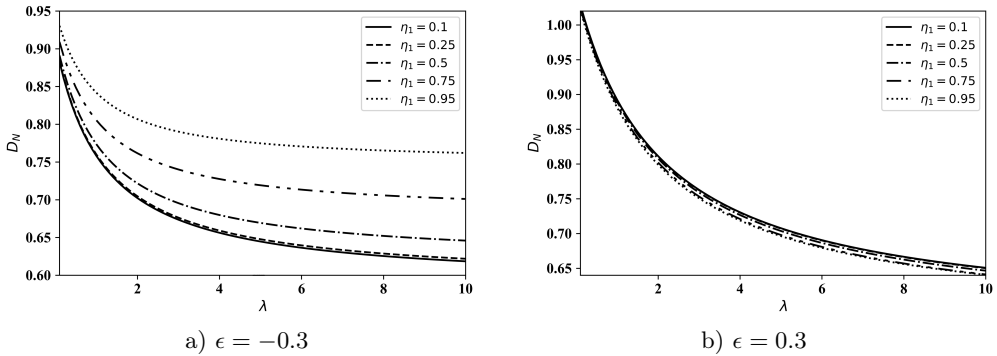 0.95
0.90
0.85
0.80
0.75
0.70
0.65
0.60
D_N
2 4 6 8 10
λ
η₁ = 0.1
η₁ = 0.25
η₁ = 0.5
η₁ = 0.75
η₁ = 0.95
a) ϵ = −0.3
1.00
0.95
0.90
0.85
0.80
0.75
0.70
0.65
D_N
2 4 6 8 10
λ
η₁ = 0.1
η₁ = 0.25
η₁ = 0.5
η₁ = 0.75
η₁ = 0.95
b) ϵ = 0.3